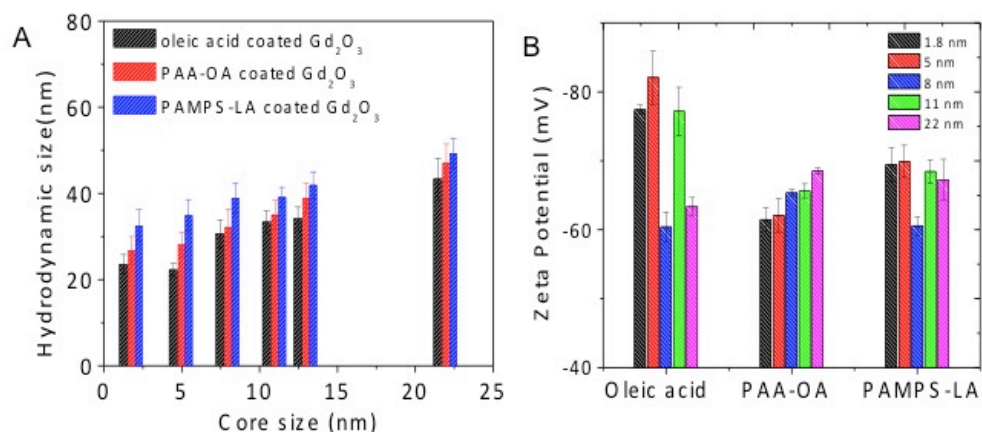 A
80
60
40
20
0
Hydrodynamic size(nm)
oleic acid coated Gd₂O₃
PAA-OA coated Gd₂O₃
PAMPS-LA coated Gd₂O₃
0 5 10 15 20 25
Core size (nm)
B
-80
-60
-40
Zeta Potential (mV)
1.8 nm
5 nm
8 nm
11 nm
22 nm
Oleic acid PAA-OA PAMPS-LA